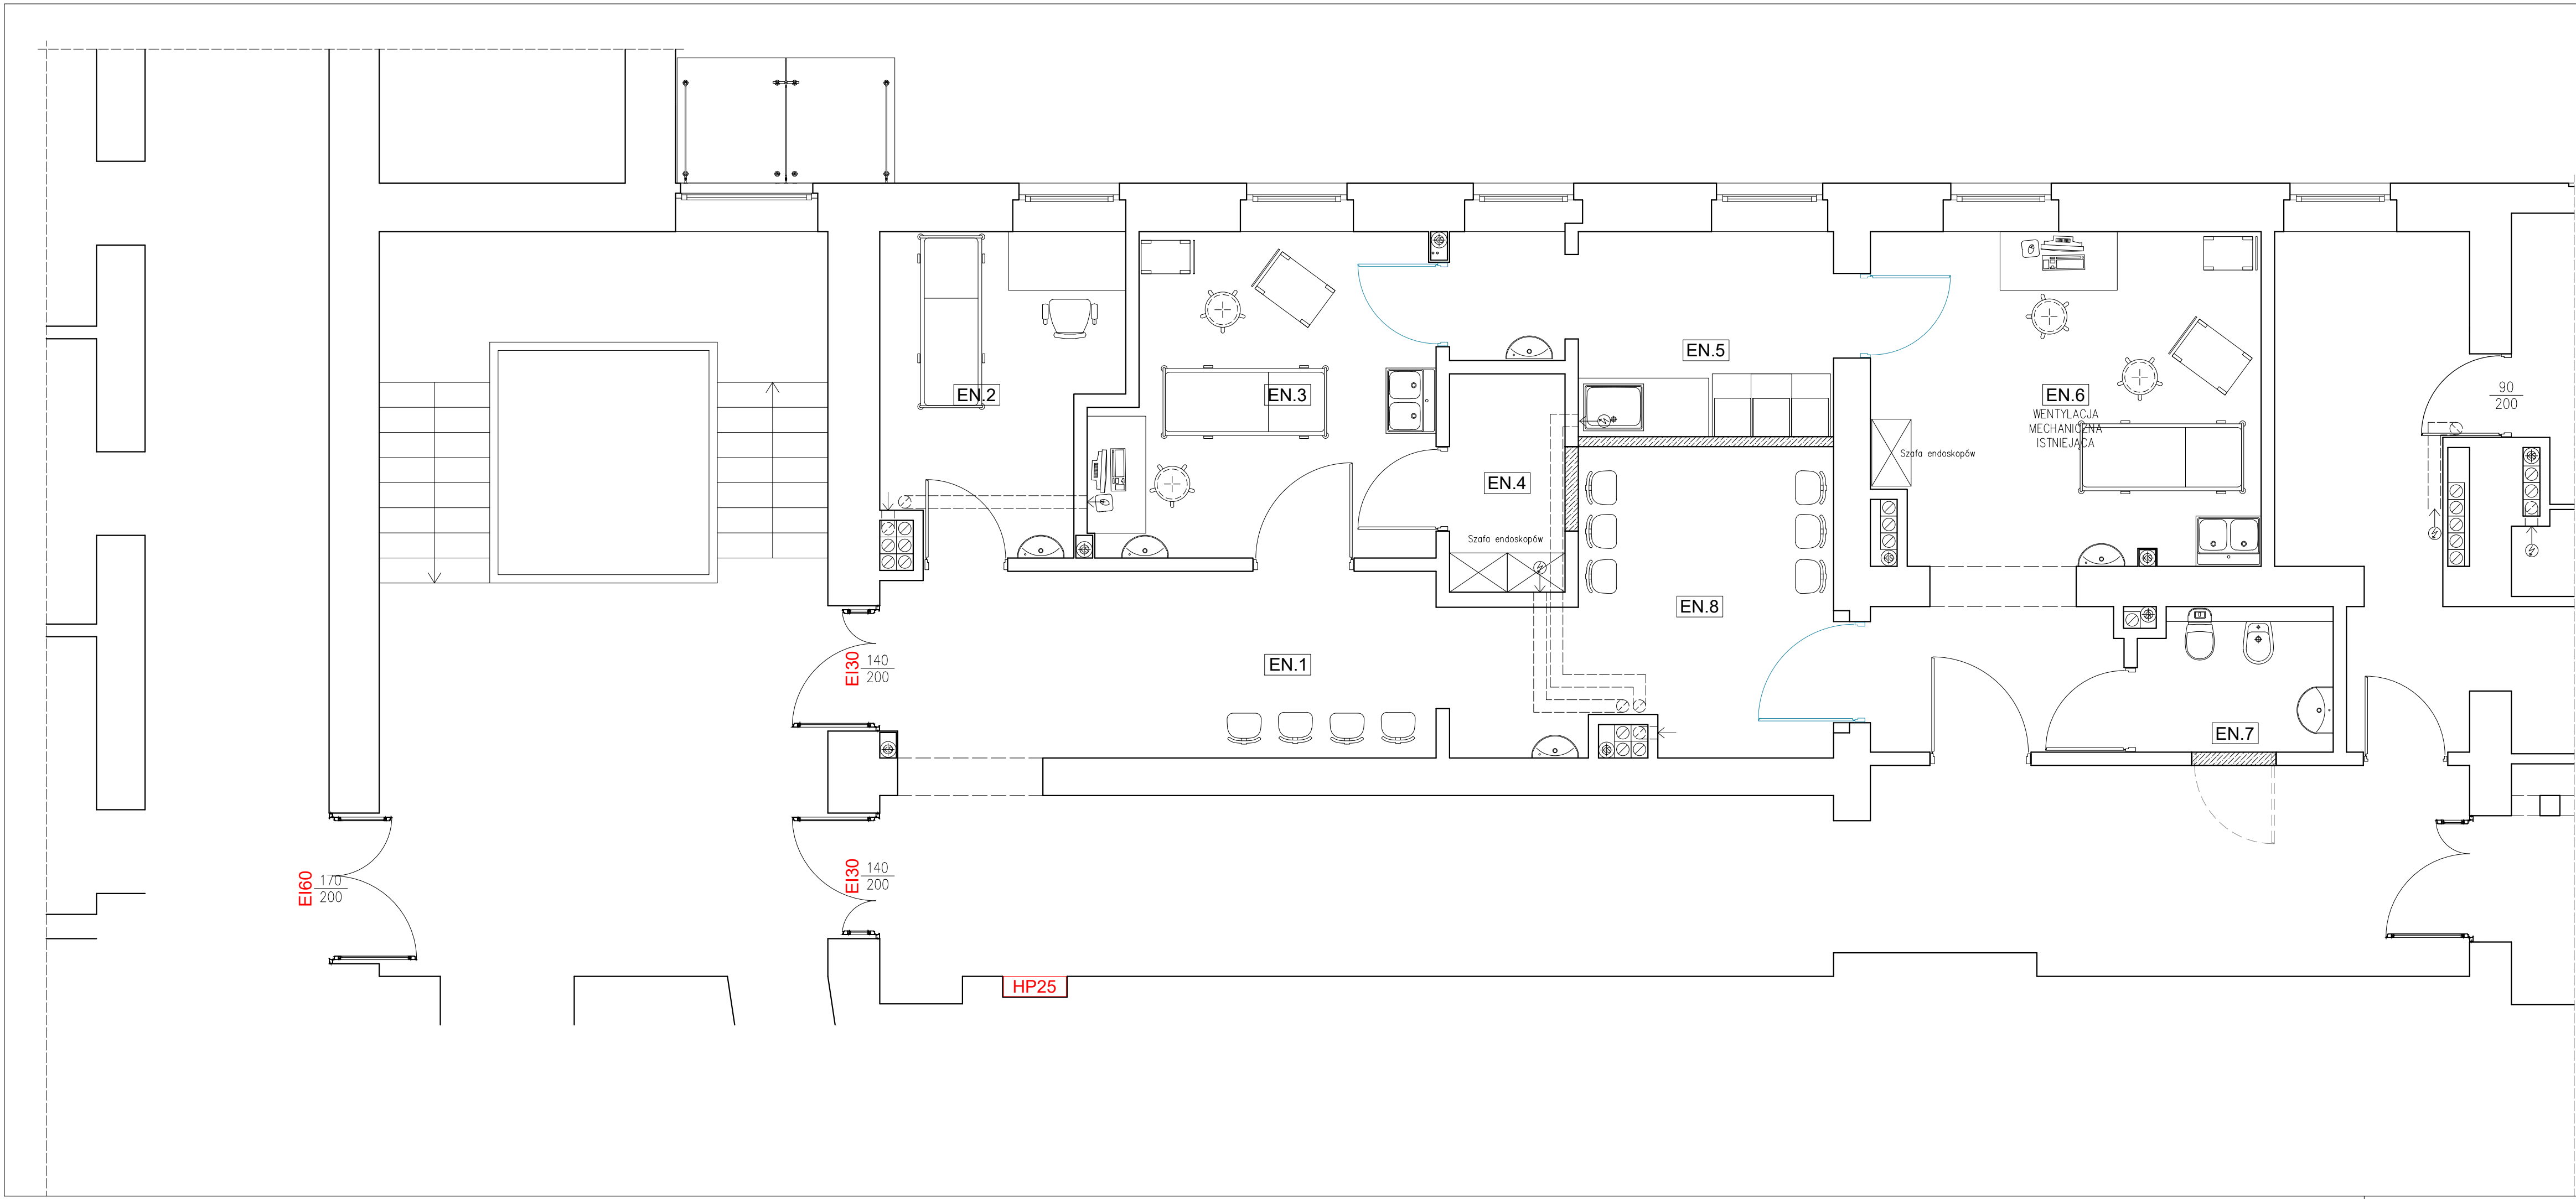 EN.5
EN.2
EN.3
EN.6
WENTYLACJA
MECHANICZNA
ISTNIEJĄCA
90
200
Szafa endoskopów
EN.4
Szafa endoskopów
EN.8
EN.1
EI30
140
200
EN.7
EI30
140
200
EI60
170
200
HP25